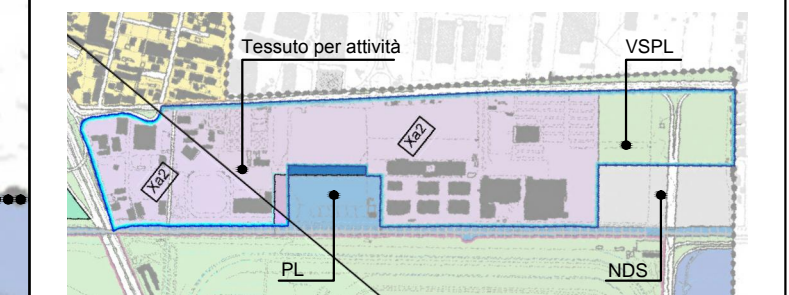 Tessuto per attività
VSPL
Xa2
Xa2
PL
NDS